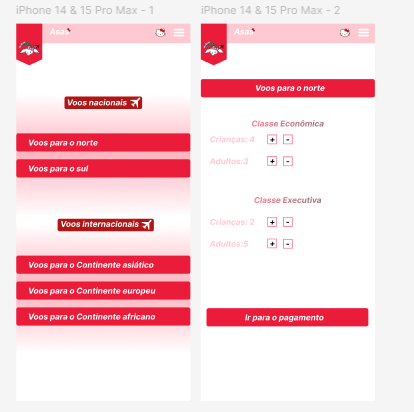 iPhone 14 & 15 Pro Max - 1
Asas
Voos nacionais
Voos para o norte
Voos para o sul
Voos internacionais
Voos para o Continente asiático
Voos para o Continente europeu
Voos para o Continente africano
iPhone 14 & 15 Pro Max - 2
Asas
Voos para o norte
Classe Econômica
Crianças: 4 + -
Adultos:3 + -
Classe Executiva
Crianças: 2 + -
Adultos:5 + -
Ir para o pagamento